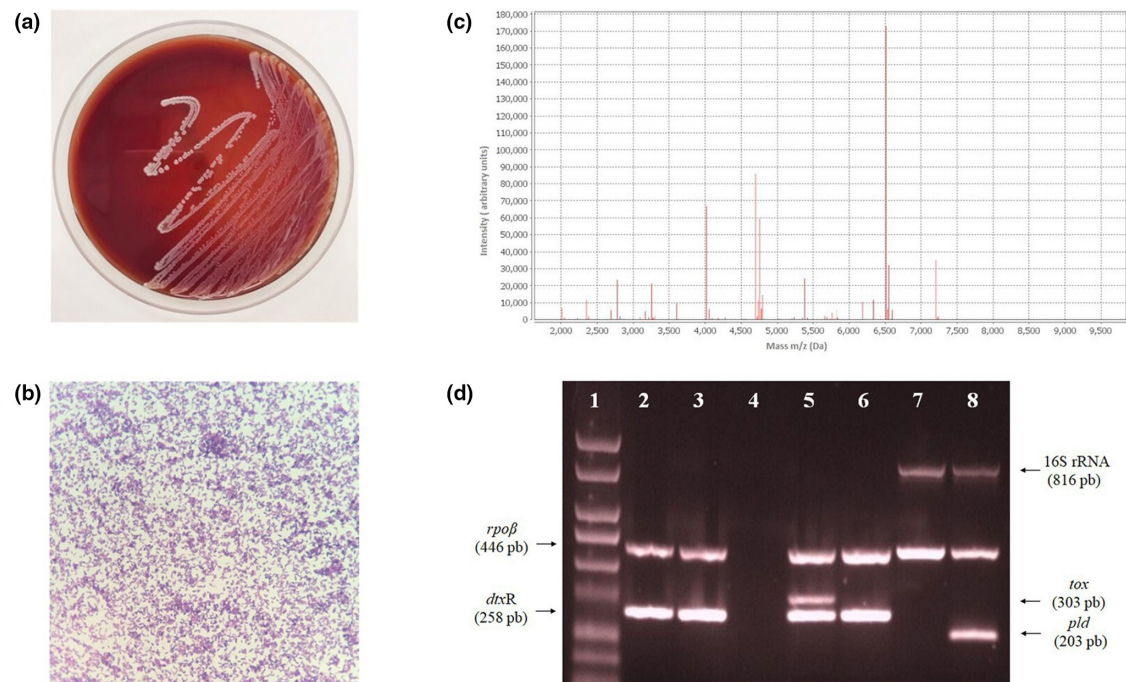 (a)
(c)
180,000
170,000
160,000
150,000
140,000
130,000
120,000
110,000
100,000
90,000
80,000
70,000
60,000
50,000
40,000
30,000
20,000
10,000
0
Intensity ( arbitrary units)
2,000 2,500 3,000 3,500 4,000 4,500 5,000 5,500 6,000 6,500 7,000 7,500 8,000 8,500 9,000 9,500
Mass m/z (Da)
(b)
(d)
1 2 3 4 5 6 7 8
rpoβ
(446 pb)
dtxR
(258 pb)
16S rRNA
(816 pb)
tox
(303 pb)
pld
(203 pb)